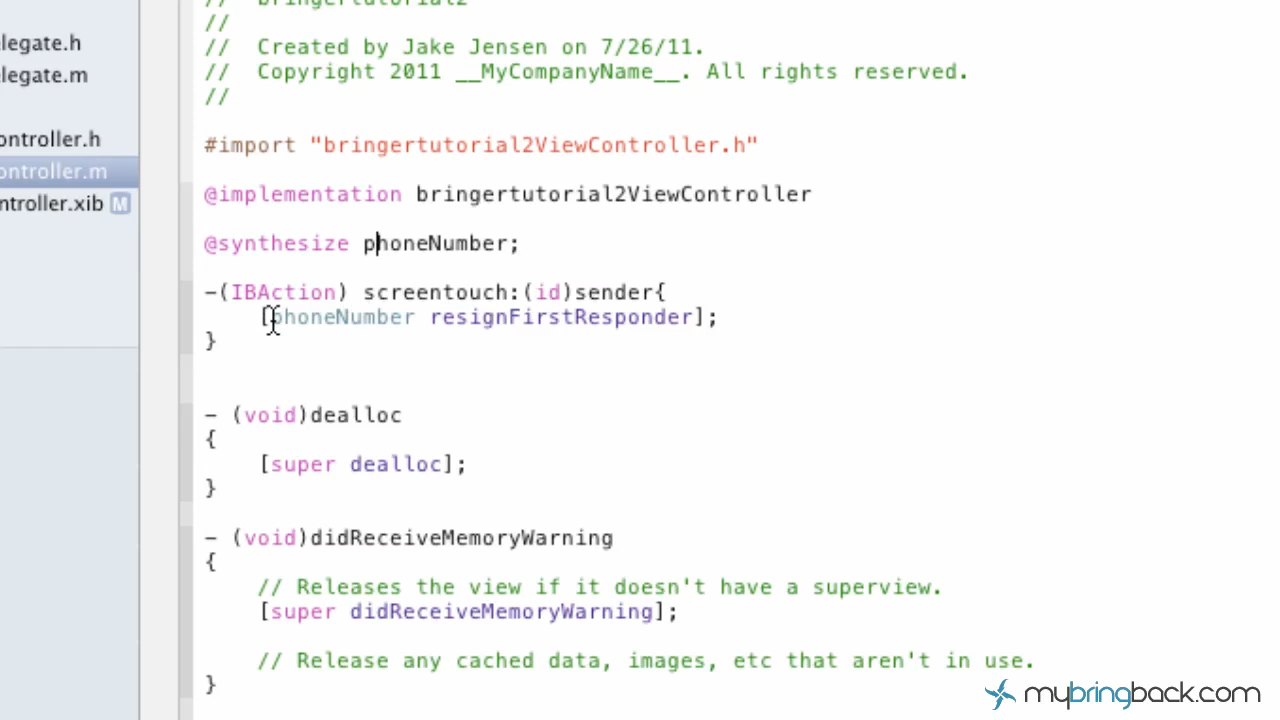 // bringertutorial2
//
// Created by Jake Jensen on 7/26/11.
// Copyright 2011 __MyCompanyName__. All rights reserved.
//
#import "bringertutorial2ViewController.h"
@implementation bringertutorial2ViewController
@synthesize phoneNumber;
-(IBAction) screentouch:(id)sender{
[phoneNumber resignFirstResponder];
}
- (void)dealloc
{
[super dealloc];
}
- (void)didReceiveMemoryWarning
{
// Releases the view if it doesn't have a superview.
[super didReceiveMemoryWarning];
// Release any cached data, images, etc that aren't in use.
}
legate.h
legate.m
ontroller.h
ontroller.m
ntroller.xib M
mybringback.com